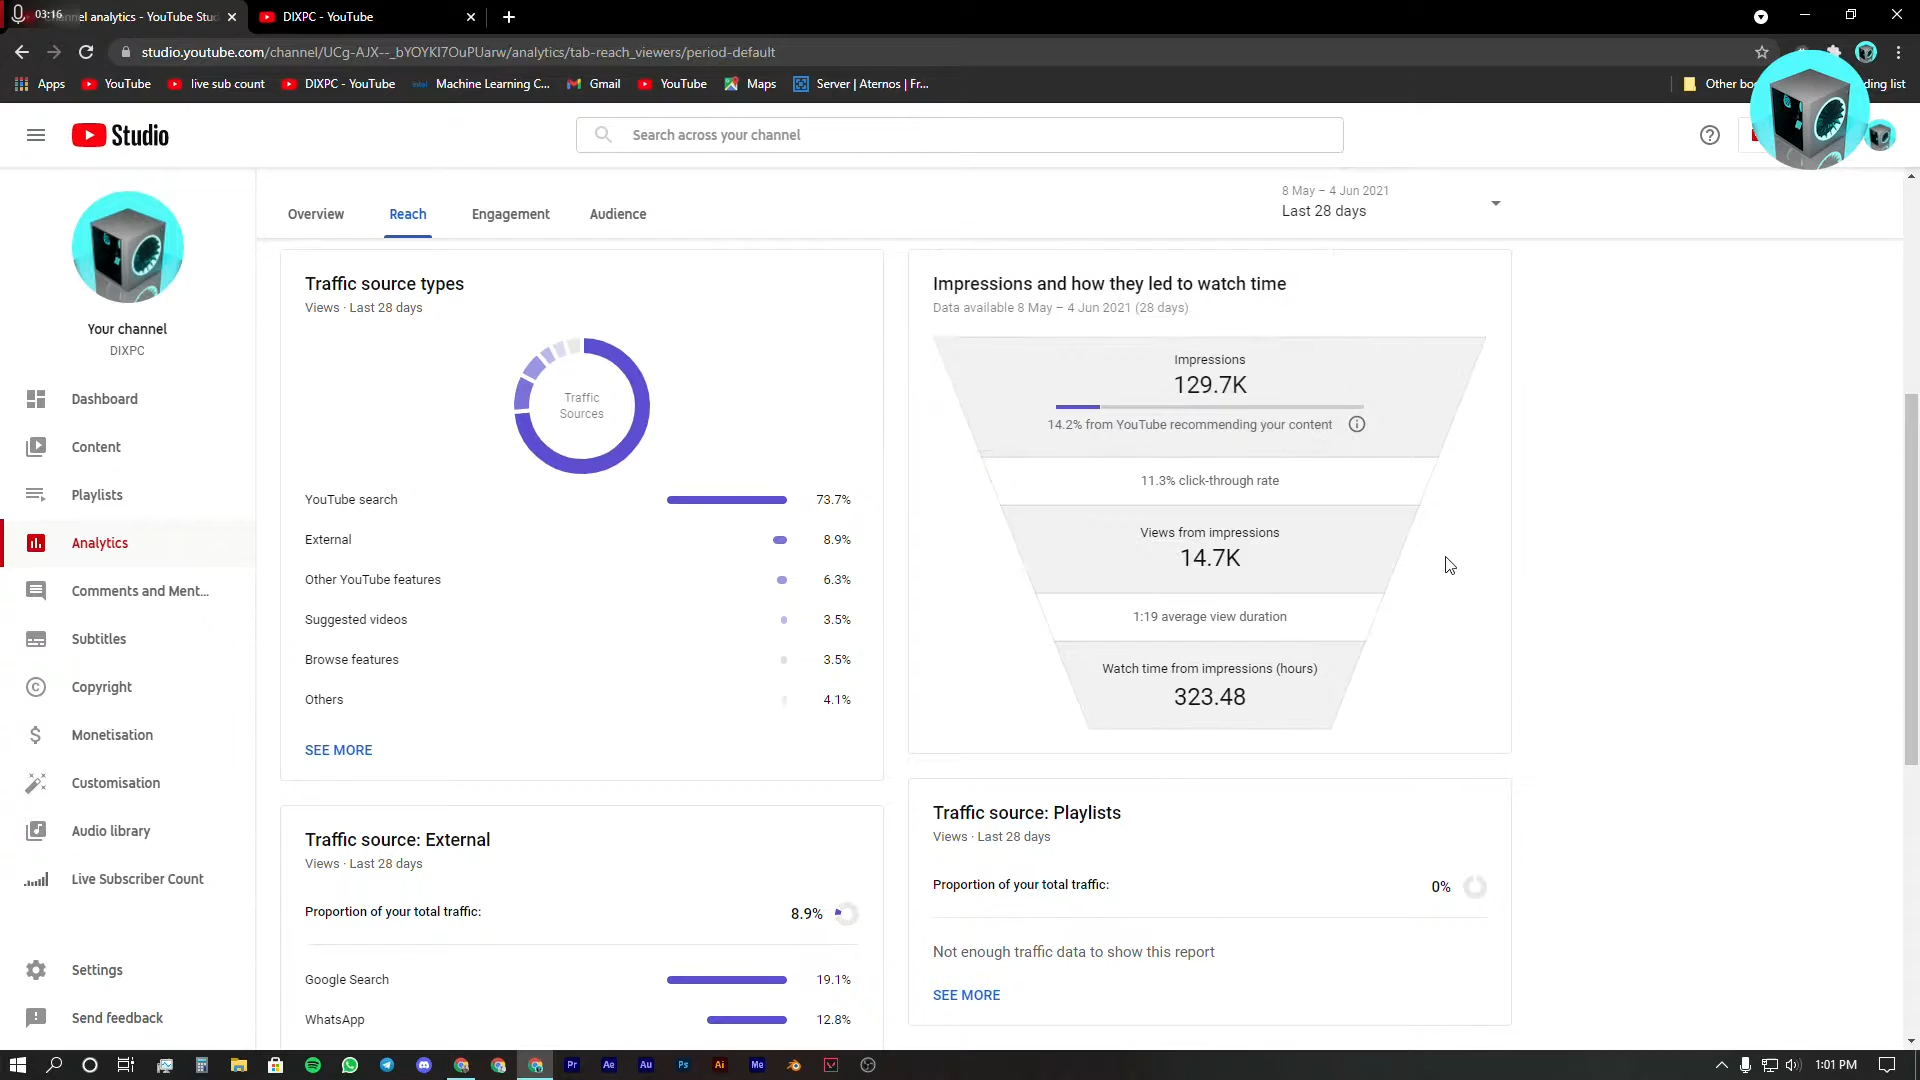 03:16
nel analytics - YouTube Stud
DIXPC - YouTube
studio.youtube.com/channel/UCg-AJX--_bYOYKI7OuPUarw/analytics/tab-reach_viewers/period-default
Apps
YouTube
live sub count
DIXPC - YouTube
Machine Learning C...
Gmail
YouTube
Maps
Server | Aternos | Fr...
Other bo
ding list
Studio
Search across your channel
Your channel
DIXPC
Dashboard
Content
Playlists
Analytics
Comments and Ment...
Subtitles
Copyright
Monetisation
Customisation
Audio library
Live Subscriber Count
Settings
Send feedback
Overview
Reach
Engagement
Audience
8 May – 4 Jun 2021
Last 28 days
Traffic source types
Views · Last 28 days
Traffic
Sources
YouTube search 73.7%
External 8.9%
Other YouTube features 6.3%
Suggested videos 3.5%
Browse features 3.5%
Others 4.1%
SEE MORE
Impressions and how they led to watch time
Data available 8 May – 4 Jun 2021 (28 days)
Impressions
129.7K
14.2% from YouTube recommending your content
11.3% click-through rate
Views from impressions
14.7K
1:19 average view duration
Watch time from impressions (hours)
323.48
Traffic source: External
Views · Last 28 days
Proportion of your total traffic: 8.9%
Google Search 19.1%
WhatsApp 12.8%
Traffic source: Playlists
Views · Last 28 days
Proportion of your total traffic: 0%
Not enough traffic data to show this report
SEE MORE
Pr
Ae
Au
Ps
Ai
Me
1:01 PM